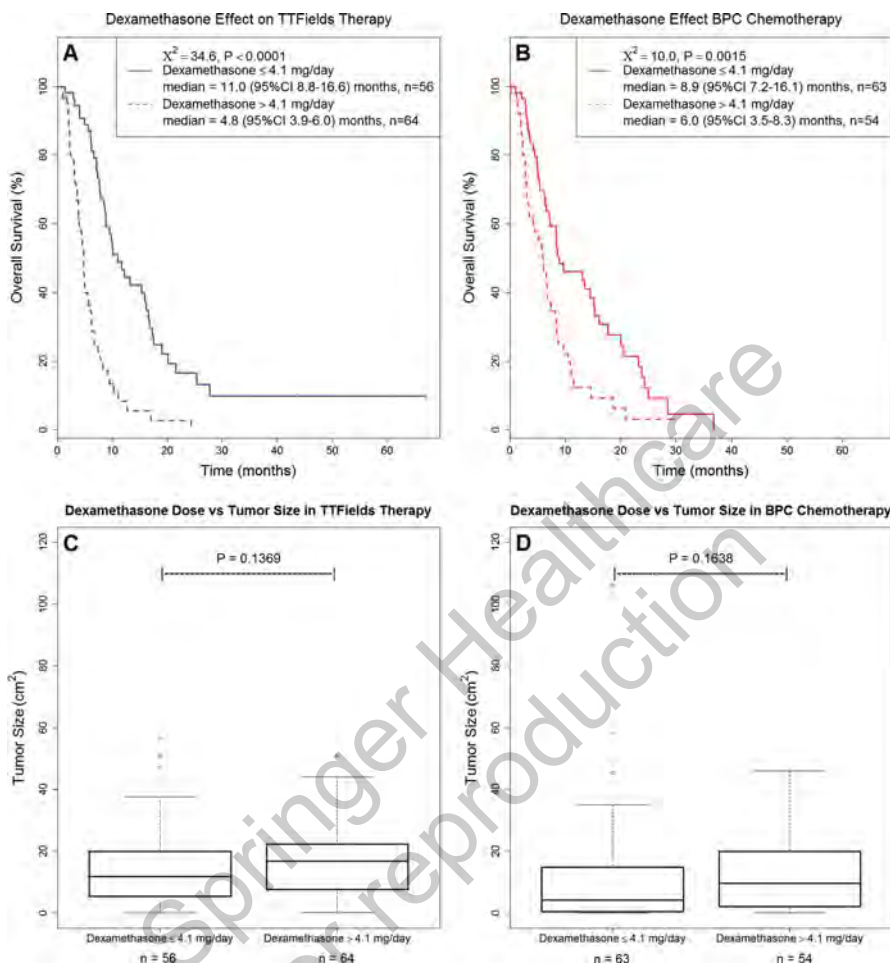 Dexamethasone Effect on TTFields Therapy
A
X² = 34.6, P < 0.0001
Dexamethasone ≤ 4.1 mg/day
median = 11.0 (95%CI 8.8-16.6) months, n=56
Dexamethasone > 4.1 mg/day
median = 4.8 (95%CI 3.9-6.0) months, n=64
Overall Survival (%)
100
80
60
40
20
0
0 10 20 30 40 50 60
Time (months)
Dexamethasone Effect BPC Chemotherapy
B
X² = 10.0, P = 0.0015
Dexamethasone ≤ 4.1 mg/day
median = 8.9 (95%CI 7.2-16.1) months, n=63
Dexamethasone > 4.1 mg/day
median = 6.0 (95%CI 3.5-8.3) months, n=54
Overall Survival (%)
100
80
60
40
20
0
0 10 20 30 40 50 60
Time (months)
Dexamethasone Dose vs Tumor Size in TTFields Therapy
C
P = 0.1369
Tumor Size (cm²)
120
100
80
60
40
20
0
Dexamethasone ≤ 4.1 mg/day
n = 56
Dexamethasone > 4.1 mg/day
n = 64
Dexamethasone Dose vs Tumor Size in BPC Chemotherapy
D
P = 0.1638
Tumor Size (cm²)
120
100
80
60
40
20
0
Dexamethasone ≤ 4.1 mg/day
n = 63
Dexamethasone > 4.1 mg/day
n = 54
Springer Healthcare
reproduction